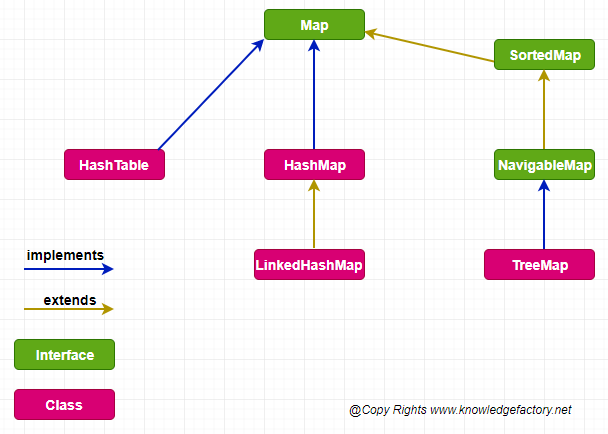 Map
SortedMap
HashTable
HashMap
NavigableMap
implements
LinkedHashMap
TreeMap
extends
Interface
Class
@Copy Rights www.knowledgefactory.net